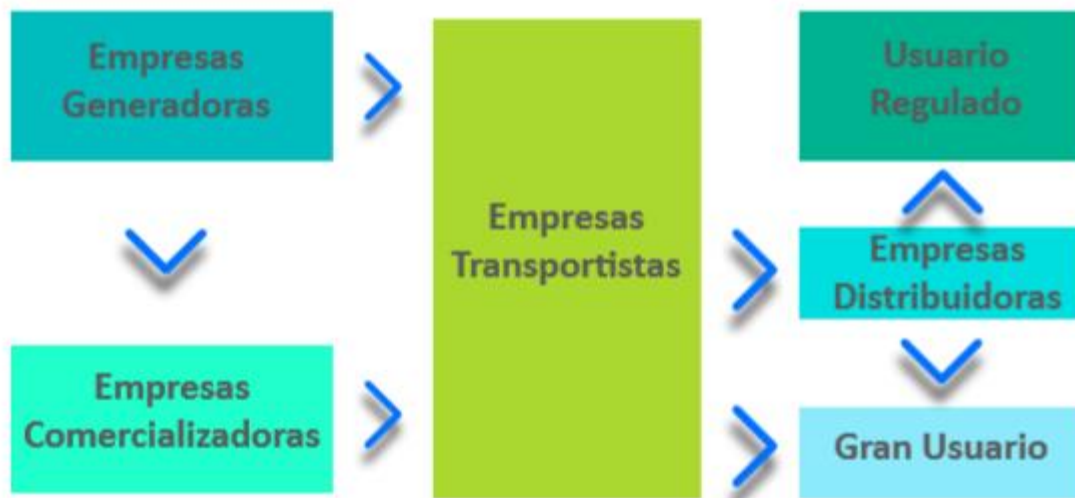 Empresas
Generadoras
Empresas
Comercializadoras
Empresas
Transportistas
Usuario
Regulado
Empresas
Distribuidoras
Gran Usuario